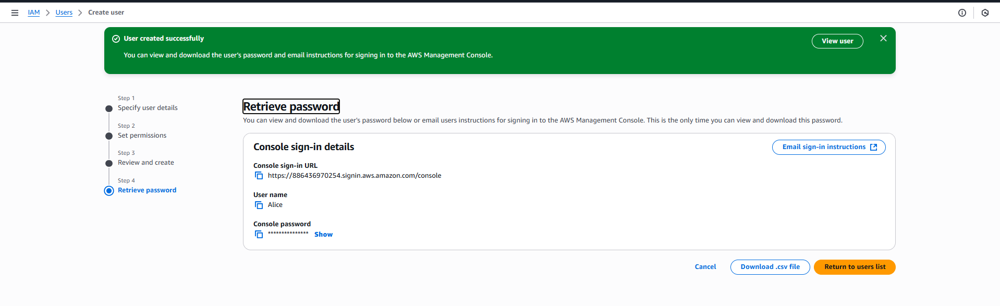 IAM > Users > Create user
User created successfully
You can view and download the user's password and email instructions for signing in to the AWS Management Console.
View user
Step 1
Specify user details
Step 2
Set permissions
Step 3
Review and create
Step 4
Retrieve password
Retrieve password
You can view and download the user's password below or email users instructions for signing in to the AWS Management Console. This is the only time you can view and download this password.
Console sign-in details
Email sign-in instructions
Console sign-in URL
https://886436970254.signin.aws.amazon.com/console
User name
Alice
Console password
*************** Show
Cancel
Download .csv file
Return to users list